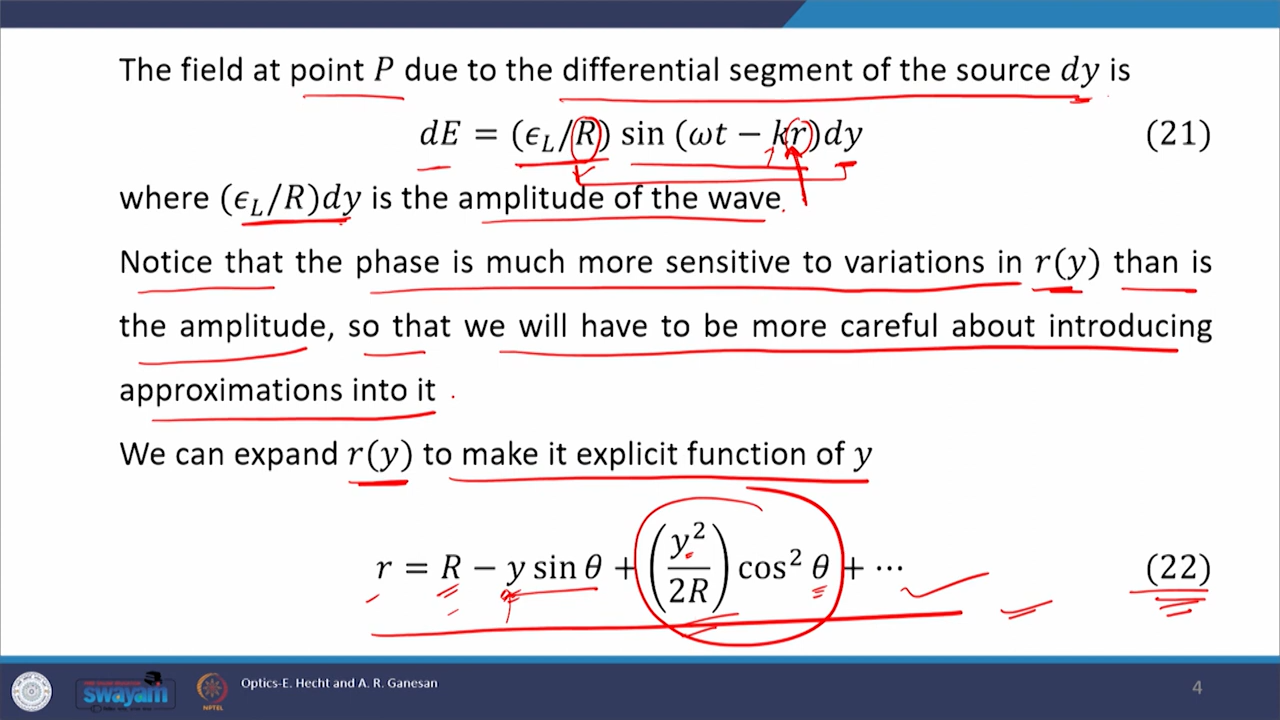 The field at point P due to the differential segment of the source dy is
dE = (ϵ_L/R) sin (ωt − kr)dy (21)
where (ϵ_L/R)dy is the amplitude of the wave.
Notice that the phase is much more sensitive to variations in r(y) than is
the amplitude, so that we will have to be more careful about introducing
approximations into it .
We can expand r(y) to make it explicit function of y
r = R − y sin θ + (y²/2R) cos² θ + ⋯ (22)
swayam
NPTEL
Optics-E. Hecht and A. R. Ganesan
4